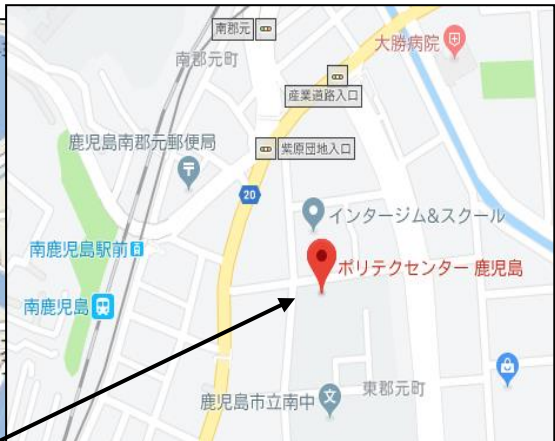 南郡元
南郡元町
大勝病院
産業道路入口
鹿児島南郡元郵便局
紫原団地入口
20
インタージム&スクール
南鹿児島駅前
ポリテクセンター 鹿児島
南鹿児島
東郡元町
鹿児島市立南中